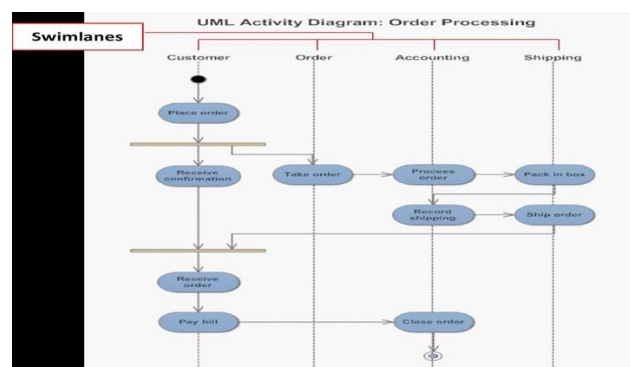 UML Activity Diagram: Order Processing
Swimlanes
Customer Order Accounting Shipping
Place order
Receive
confirmation
Take order
Process
order
Pack in box
Record
shipping
Ship order
Receive
order
Pay bill
Close order